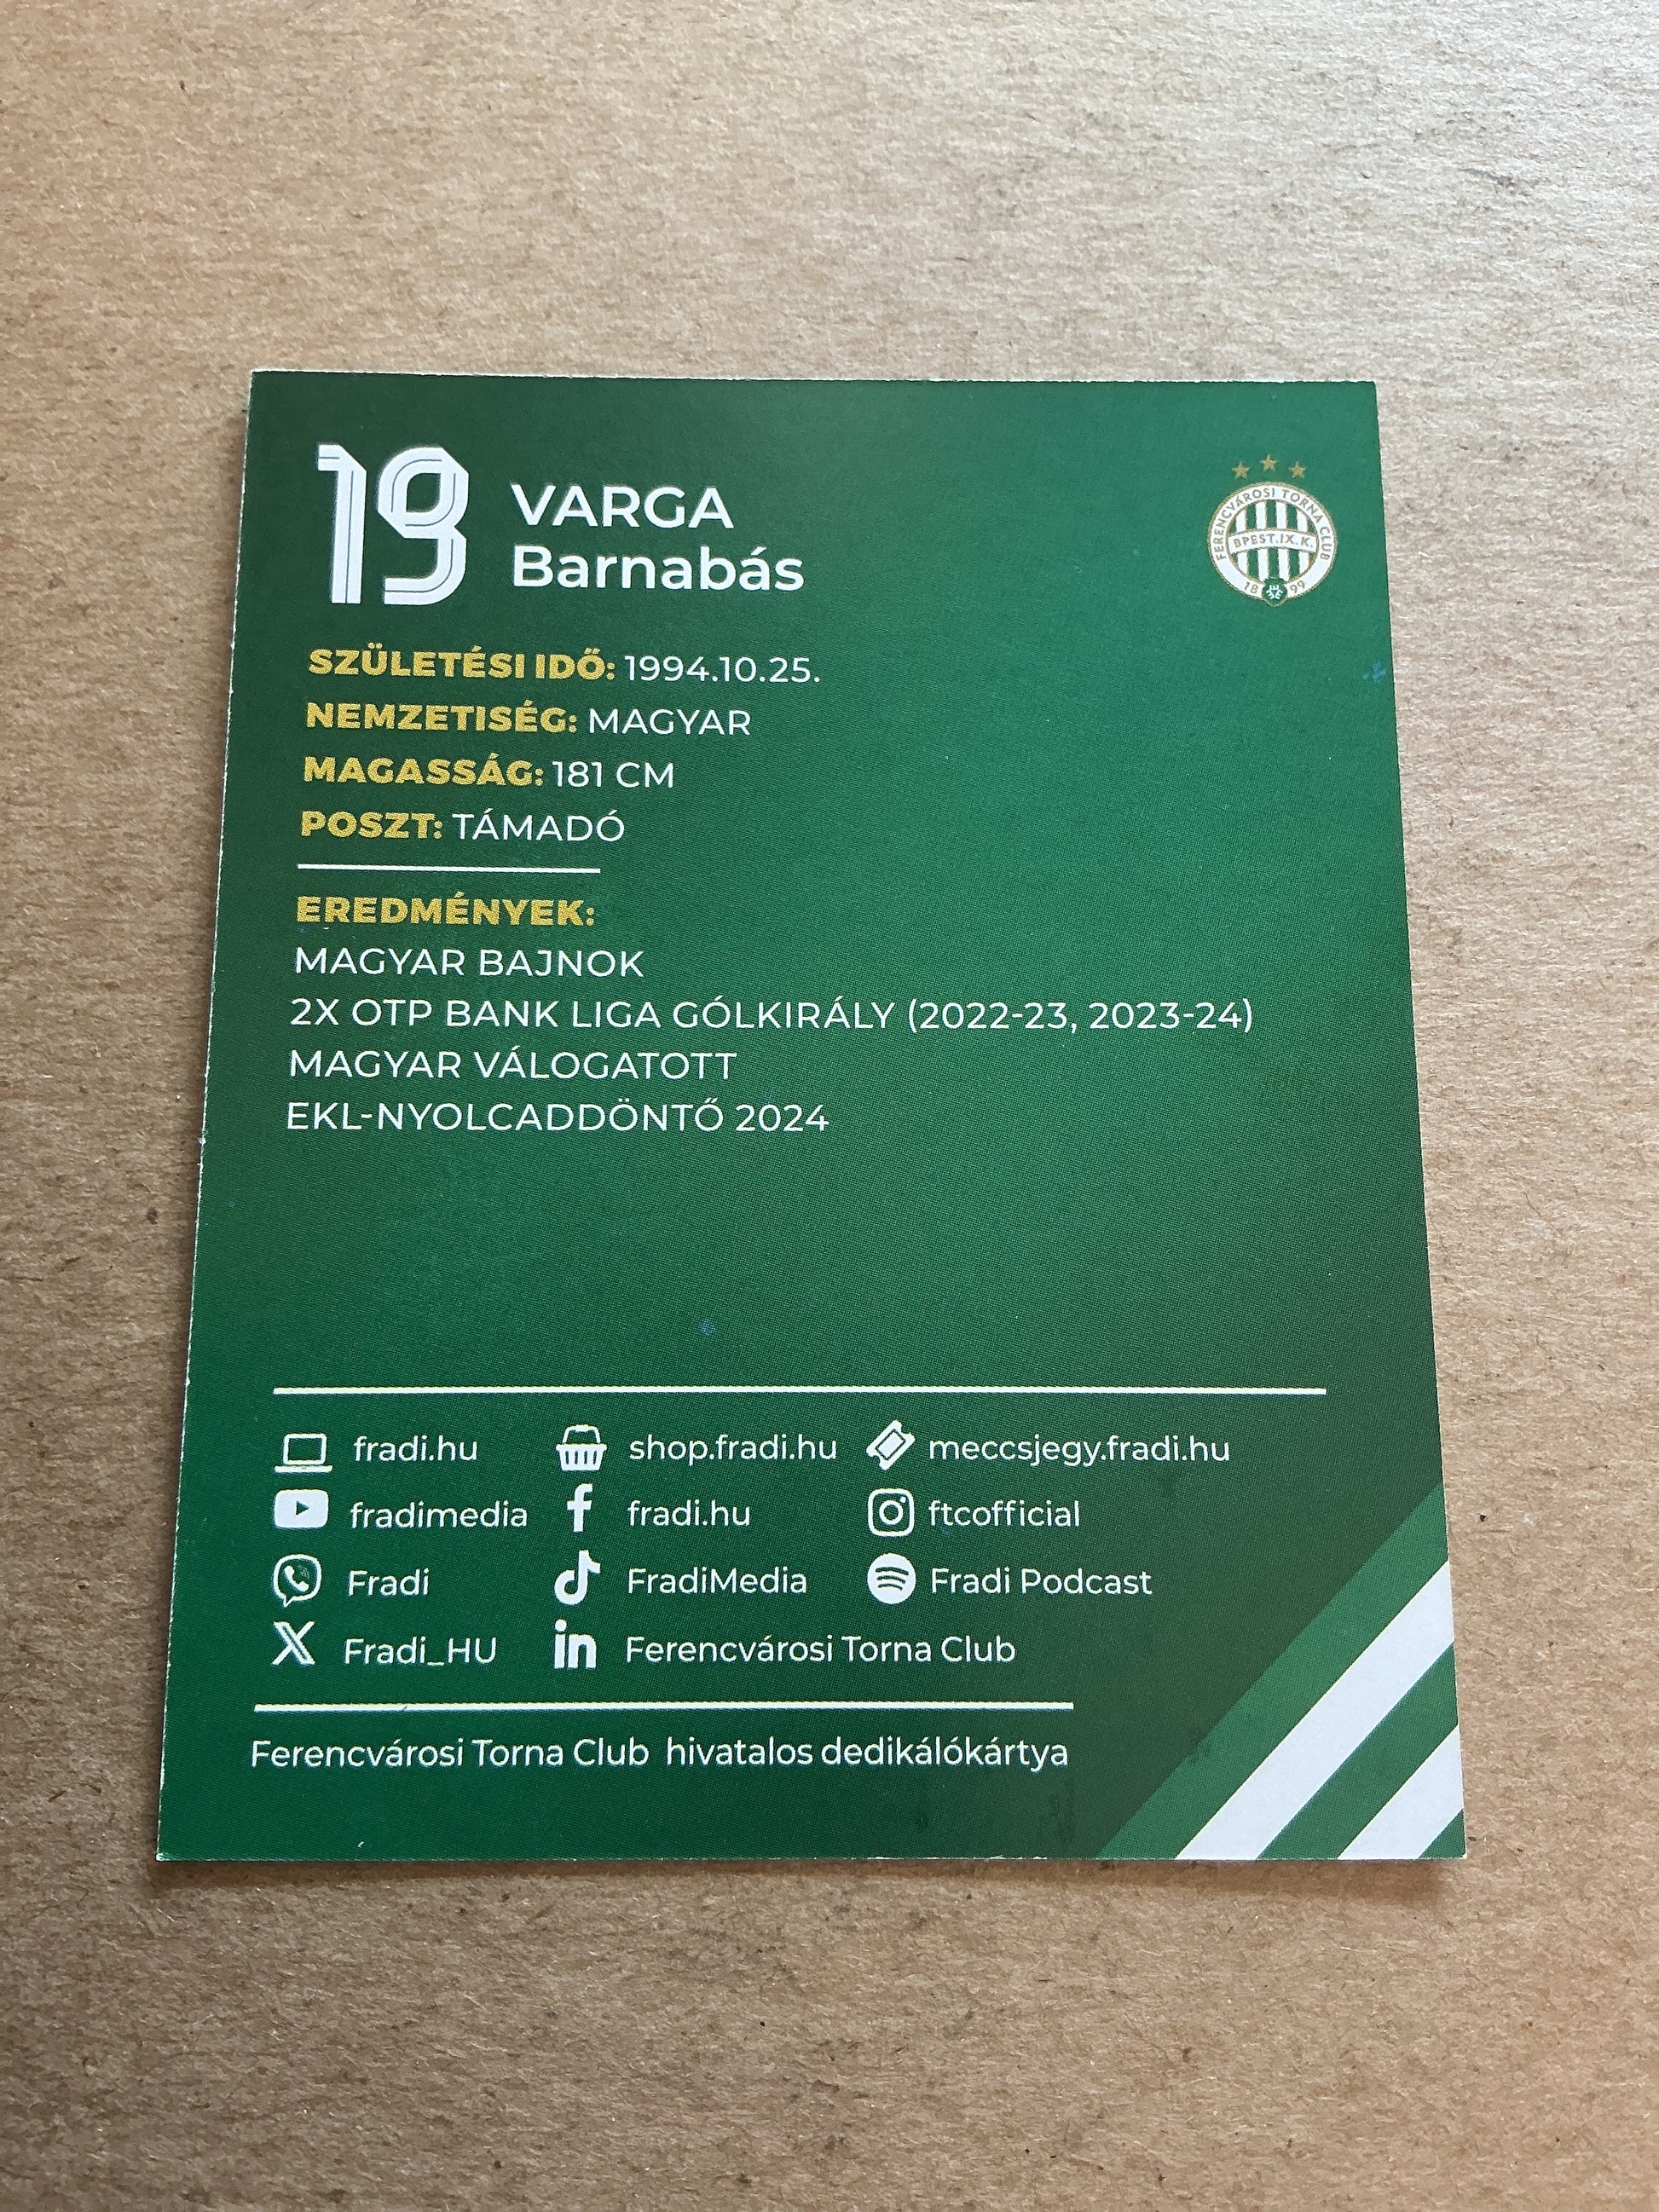 19
VARGA
Barnabás
FERENCVÁROSI TORNA CLUB
BPEST.IX.K.
18 99
SZÜLETÉSI IDŐ: 1994.10.25.
NEMZETISÉG: MAGYAR
MAGASSÁG: 181 CM
POSZT: TÁMADÓ
EREDMÉNYEK:
MAGYAR BAJNOK
2X OTP BANK LIGA GÓLKIRÁLY (2022-23, 2023-24)
MAGYAR VÁLOGATOTT
EKL-NYOLCADDÖNTŐ 2024
fradi.hu shop.fradi.hu meccsjegy.fradi.hu
fradimedia fradi.hu ftcofficial
Fradi FradiMedia Fradi Podcast
Fradi_HU Ferencvárosi Torna Club
Ferencvárosi Torna Club hivatalos dedikálókártya